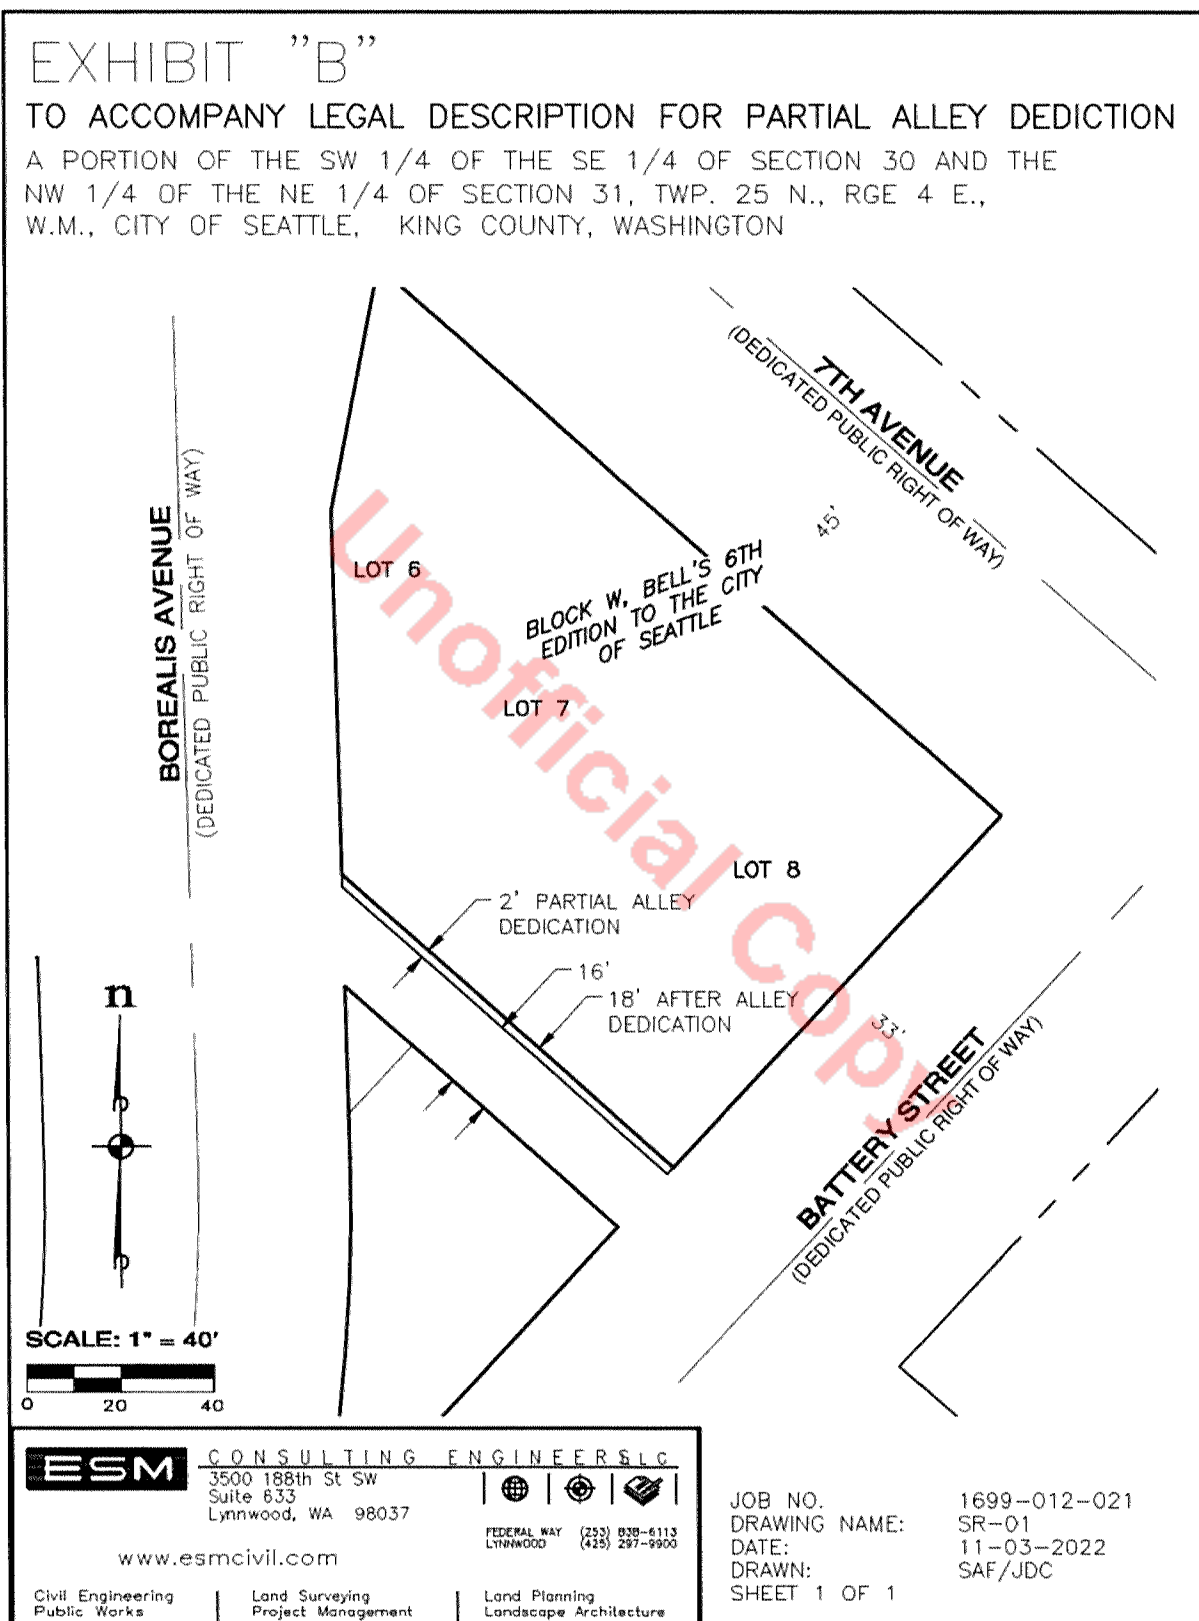 EXHIBIT "B"
TO ACCOMPANY LEGAL DESCRIPTION FOR PARTIAL ALLEY DEDICTION
A PORTION OF THE SW 1/4 OF THE SE 1/4 OF SECTION 30 AND THE
NW 1/4 OF THE NE 1/4 OF SECTION 31, TWP. 25 N., RGE 4 E.,
W.M., CITY OF SEATTLE, KING COUNTY, WASHINGTON
7TH AVENUE
(DEDICATED PUBLIC RIGHT OF WAY)
45'
BOREALIS AVENUE
(DEDICATED PUBLIC RIGHT OF WAY)
LOT 6
BLOCK W, BELL'S 6TH
EDITION TO THE CITY
OF SEATTLE
LOT 7
LOT 8
2' PARTIAL ALLEY
DEDICATION
16'
18' AFTER ALLEY
DEDICATION
33'
BATTERY STREET
(DEDICATED PUBLIC RIGHT OF WAY)
Unofficial Copy
n
SCALE: 1" = 40'
0 20 40
ESM
CONSULTING ENGINEERS LLC
3500 188th St SW
Suite 633
Lynnwood, WA 98037
FEDERAL WAY (253) 838-6113
LYNNWOOD (425) 297-9900
www.esmcivil.com
Civil Engineering
Public Works
Land Surveying
Project Management
Land Planning
Landscape Architecture
JOB NO. 1699-012-021
DRAWING NAME: SR-01
DATE: 11-03-2022
DRAWN: SAF/JDC
SHEET 1 OF 1